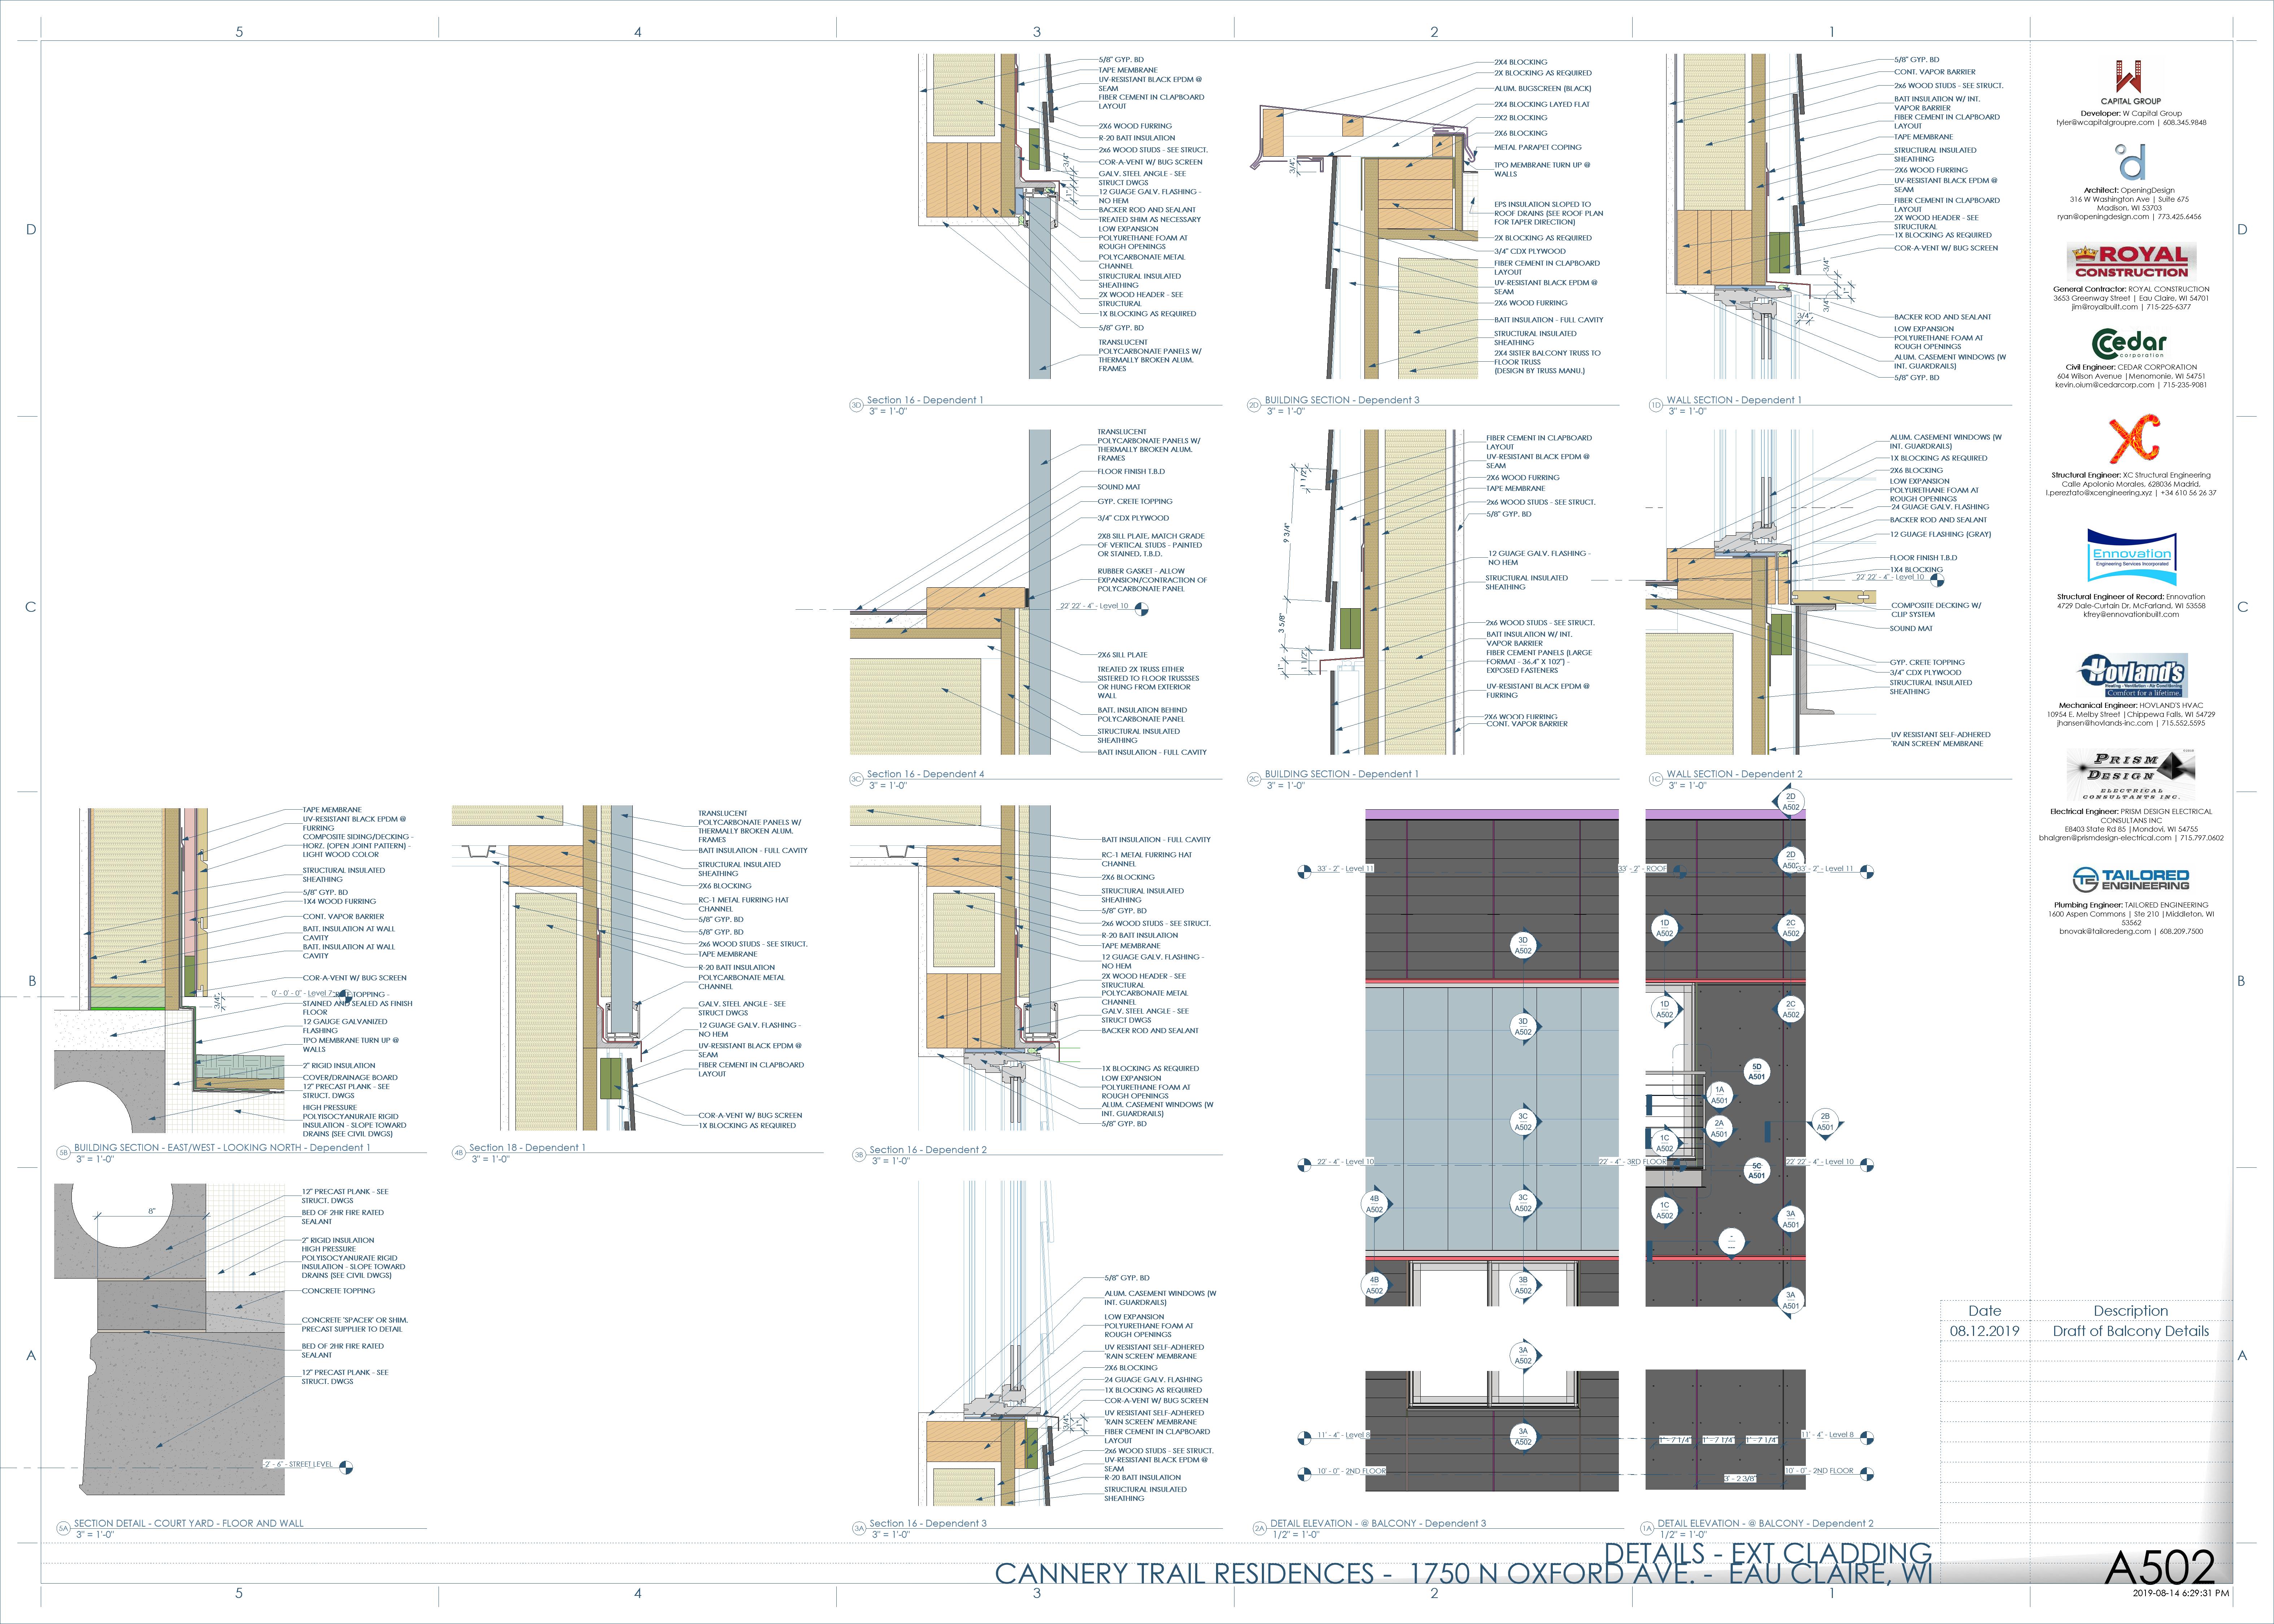 5
4
3
2
1
D
C
B
A
5/8" GYP. BD
TAPE MEMBRANE
UV-RESISTANT BLACK EPDM @
SEAM
FIBER CEMENT IN CLAPBOARD
LAYOUT
2X6 WOOD FURRING
R-20 BATT INSULATION
2x6 WOOD STUDS - SEE STRUCT.
COR-A-VENT W/ BUG SCREEN
GALV. STEEL ANGLE - SEE
STRUCT DWGS
12 GUAGE GALV. FLASHING -
NO HEM
BACKER ROD AND SEALANT
TREATED SHIM AS NECESSARY
LOW EXPANSION
POLYURETHANE FOAM AT
ROUGH OPENINGS
POLYCARBONATE METAL
CHANNEL
STRUCTURAL INSULATED
SHEATHING
2X WOOD HEADER - SEE
STRUCTURAL
1X BLOCKING AS REQUIRED
5/8" GYP. BD
TRANSLUCENT
POLYCARBONATE PANELS W/
THERMALLY BROKEN ALUM.
FRAMES
3/4"
1"
3D Section 16 - Dependent 1
3" = 1'-0"
2X4 BLOCKING
2X BLOCKING AS REQUIRED
ALUM. BUGSCREEN (BLACK)
2X4 BLOCKING LAYED FLAT
2X2 BLOCKING
2X6 BLOCKING
METAL PARAPET COPING
TPO MEMBRANE TURN UP @
WALLS
EPS INSULATION SLOPED TO
ROOF DRAINS (SEE ROOF PLAN
FOR TAPER DIRECTION)
2X BLOCKING AS REQUIRED
3/4" CDX PLYWOOD
FIBER CEMENT IN CLAPBOARD
LAYOUT
UV-RESISTANT BLACK EPDM @
SEAM
2X6 WOOD FURRING
BATT INSULATION - FULL CAVITY
STRUCTURAL INSULATED
SHEATHING
2X4 SISTER BALCONY TRUSS TO
FLOOR TRUSS
(DESIGN BY TRUSS MANU.)
3/4"
2D BUILDING SECTION - Dependent 3
3" = 1'-0"
5/8" GYP. BD
CONT. VAPOR BARRIER
2x6 WOOD STUDS - SEE STRUCT.
BATT INSULATION W/ INT.
VAPOR BARRIER
FIBER CEMENT IN CLAPBOARD
LAYOUT
TAPE MEMBRANE
STRUCTURAL INSULATED
SHEATHING
2X6 WOOD FURRING
UV-RESISTANT BLACK EPDM @
SEAM
FIBER CEMENT IN CLAPBOARD
LAYOUT
2X WOOD HEADER - SEE
STRUCTURAL
1X BLOCKING AS REQUIRED
COR-A-VENT W/ BUG SCREEN
3/4"
1"
3/4"
3/4"
BACKER ROD AND SEALANT
LOW EXPANSION
POLYURETHANE FOAM AT
ROUGH OPENINGS
ALUM. CASEMENT WINDOWS (W
INT. GUARDRAILS)
5/8" GYP. BD
1D WALL SECTION - Dependent 1
3" = 1'-0"
TRANSLUCENT
POLYCARBONATE PANELS W/
THERMALLY BROKEN ALUM.
FRAMES
FLOOR FINISH T.B.D
SOUND MAT
GYP. CRETE TOPPING
3/4" CDX PLYWOOD
2X8 SILL PLATE, MATCH GRADE
OF VERTICAL STUDS - PAINTED
OR STAINED, T.B.D.
RUBBER GASKET - ALLOW
EXPANSION/CONTRACTION OF
POLYCARBONATE PANEL
22' 22' - 4" - Level 10
2X6 SILL PLATE
TREATED 2X TRUSS EITHER
SISTERED TO FLOOR TRUSSSES
OR HUNG FROM EXTERIOR
WALL
BATT. INSULATION BEHIND
POLYCARBONATE PANEL
STRUCTURAL INSULATED
SHEATHING
BATT INSULATION - FULL CAVITY
3C Section 16 - Dependent 4
3" = 1'-0"
FIBER CEMENT IN CLAPBOARD
LAYOUT
UV-RESISTANT BLACK EPDM @
SEAM
2X6 WOOD FURRING
TAPE MEMBRANE
2x6 WOOD STUDS - SEE STRUCT.
5/8" GYP. BD
12 GUAGE GALV. FLASHING -
NO HEM
STRUCTURAL INSULATED
SHEATHING
2x6 WOOD STUDS - SEE STRUCT.
BATT INSULATION W/ INT.
VAPOR BARRIER
FIBER CEMENT PANELS (LARGE
FORMAT - 36.4" X 102") -
EXPOSED FASTENERS
UV-RESISTANT BLACK EPDM @
FURRING
2X6 WOOD FURRING
CONT. VAPOR BARRIER
1 1/2"
9 3/4"
3 5/8"
1 1/2"
1"
2C BUILDING SECTION - Dependent 1
3" = 1'-0"
ALUM. CASEMENT WINDOWS (W
INT. GUARDRAILS)
1X BLOCKING AS REQUIRED
2X6 BLOCKING
LOW EXPANSION
POLYURETHANE FOAM AT
ROUGH OPENINGS
24 GUAGE GALV. FLASHING
BACKER ROD AND SEALANT
12 GUAGE FLASHING (GRAY)
FLOOR FINISH T.B.D
1X4 BLOCKING
22' 22' - 4" - Level 10
COMPOSITE DECKING W/
CLIP SYSTEM
SOUND MAT
GYP. CRETE TOPPING
3/4" CDX PLYWOOD
STRUCTURAL INSULATED
SHEATHING
UV RESISTANT SELF-ADHERED
'RAIN SCREEN' MEMBRANE
1C WALL SECTION - Dependent 2
3" = 1'-0"
TAPE MEMBRANE
UV-RESISTANT BLACK EPDM @
FURRING
COMPOSITE SIDING/DECKING -
HORZ. (OPEN JOINT PATTERN) -
LIGHT WOOD COLOR
STRUCTURAL INSULATED
SHEATHING
5/8" GYP. BD
1X4 WOOD FURRING
CONT. VAPOR BARRIER
BATT. INSULATION AT WALL
CAVITY
BATT. INSULATION AT WALL
CAVITY
COR-A-VENT W/ BUG SCREEN
0' - 0' - 0" - Level 7
TOPPING -
STAINED AND SEALED AS FINISH
FLOOR
12 GAUGE GALVANIZED
FLASHING
TPO MEMBRANE TURN UP @
WALLS
2" RIGID INSULATION
COVER/DRAINAGE BOARD
12" PRECAST PLANK - SEE
STRUCT. DWGS
HIGH PRESSURE
POLYISOCYANURATE RIGID
INSULATION - SLOPE TOWARD
DRAINS (SEE CIVIL DWGS)
3/4"
5B BUILDING SECTION - EAST/WEST - LOOKING NORTH - Dependent 1
3" = 1'-0"
TRANSLUCENT
POLYCARBONATE PANELS W/
THERMALLY BROKEN ALUM.
FRAMES
BATT INSULATION - FULL CAVITY
STRUCTURAL INSULATED
SHEATHING
2X6 BLOCKING
RC-1 METAL FURRING HAT
CHANNEL
5/8" GYP. BD
5/8" GYP. BD
2x6 WOOD STUDS - SEE STRUCT.
TAPE MEMBRANE
R-20 BATT INSULATION
POLYCARBONATE METAL
CHANNEL
GALV. STEEL ANGLE - SEE
STRUCT DWGS
12 GUAGE GALV. FLASHING -
NO HEM
UV-RESISTANT BLACK EPDM @
SEAM
FIBER CEMENT IN CLAPBOARD
LAYOUT
COR-A-VENT W/ BUG SCREEN
1X BLOCKING AS REQUIRED
4B Section 18 - Dependent 1
3" = 1'-0"
BATT INSULATION - FULL CAVITY
RC-1 METAL FURRING HAT
CHANNEL
2X6 BLOCKING
STRUCTURAL INSULATED
SHEATHING
5/8" GYP. BD
2x6 WOOD STUDS - SEE STRUCT.
R-20 BATT INSULATION
TAPE MEMBRANE
12 GUAGE GALV. FLASHING -
NO HEM
2X WOOD HEADER - SEE
STRUCTURAL
POLYCARBONATE METAL
CHANNEL
GALV. STEEL ANGLE - SEE
STRUCT DWGS
BACKER ROD AND SEALANT
1X BLOCKING AS REQUIRED
LOW EXPANSION
POLYURETHANE FOAM AT
ROUGH OPENINGS
ALUM. CASEMENT WINDOWS (W
INT. GUARDRAILS)
5/8" GYP. BD
3B Section 16 - Dependent 2
3" = 1'-0"
12" PRECAST PLANK - SEE
STRUCT. DWGS
BED OF 2HR FIRE RATED
SEALANT
2" RIGID INSULATION
HIGH PRESSURE
POLYISOCYANURATE RIGID
INSULATION - SLOPE TOWARD
DRAINS (SEE CIVIL DWGS)
CONCRETE TOPPING
CONCRETE 'SPACER' OR SHIM.
PRECAST SUPPLIER TO DETAIL
BED OF 2HR FIRE RATED
SEALANT
12" PRECAST PLANK - SEE
STRUCT. DWGS
8"
-2' - 6" - STREET LEVEL
5A SECTION DETAIL - COURT YARD - FLOOR AND WALL
3" = 1'-0"
5/8" GYP. BD
ALUM. CASEMENT WINDOWS (W
INT. GUARDRAILS)
LOW EXPANSION
POLYURETHANE FOAM AT
ROUGH OPENINGS
UV RESISTANT SELF-ADHERED
'RAIN SCREEN' MEMBRANE
2X6 BLOCKING
24 GUAGE GALV. FLASHING
1X BLOCKING AS REQUIRED
COR-A-VENT W/ BUG SCREEN
UV RESISTANT SELF-ADHERED
'RAIN SCREEN' MEMBRANE
FIBER CEMENT IN CLAPBOARD
LAYOUT
2x6 WOOD STUDS - SEE STRUCT.
UV-RESISTANT BLACK EPDM @
SEAM
R-20 BATT INSULATION
STRUCTURAL INSULATED
SHEATHING
3/4"
1"
3A Section 16 - Dependent 3
3" = 1'-0"
33' - 2" - Level 11
3D
A502
3D
A502
3C
A502
22' - 4" - Level 10
4B
A502
3C
A502
4B
A502
3B
A502
3A
A502
11' - 4" - Level 8
3A
A502
10' - 0" - 2ND FLOOR
2A DETAIL ELEVATION - @ BALCONY - Dependent 3
1/2" = 1'-0"
2D
A502
2D
A502
33' - 2" - ROOF
33' - 2" - Level 11
1D
A502
2C
A502
1D
A502
2C
A502
5D
A501
1A
A501
2A
A501
2B
A501
1C
A502
22' - 4" - 3RD FLOOR
5C
A501
22' 22' - 4" - Level 10
1C
A502
3A
A501
3A
A501
1' - 7 1/4"
1' - 7 1/4"
1' - 7 1/4"
11' - 4" - Level 8
3' - 2 3/8"
10' - 0" - 2ND FLOOR
1A DETAIL ELEVATION - @ BALCONY - Dependent 2
1/2" = 1'-0"
CAPITAL GROUP
Developer: W Capital Group
tyler@wcapitalgroupre.com | 608.345.9848
Architect: OpeningDesign
316 W Washington Ave | Suite 675
Madison, WI 53703
ryan@openingdesign.com | 773.425.6456
ROYAL
CONSTRUCTION
General Contractor: ROYAL CONSTRUCTION
3653 Greenway Street | Eau Claire, WI 54701
jim@royalbuilt.com | 715-225-6377
Cedar
corporation
Civil Engineer: CEDAR CORPORATION
604 Wilson Avenue |Menomonie, WI 54751
kevin.oium@cedarcorp.com | 715-235-9081
XC
Structural Engineer: XC Structural Engineering
Calle Apolonio Morales, 628036 Madrid,
l.pereztato@xcengineering.xyz | +34 610 56 26 37
Ennovation
Engineering Services Incorporated
Structural Engineer of Record: Ennovation
4729 Dale-Curtain Dr. McFarland, WI 53558
kfrey@ennovationbuilt.com
Hovland's
Heating - Ventilation - Air Conditioning
Comfort for a lifetime.
Mechanical Engineer: HOVLAND'S HVAC
10954 E. Melby Street |Chippewa Falls, WI 54729
jhansen@hovlands-inc.com | 715.552.5595
PRISM
DESIGN
ELECTRICAL
CONSULTANTS INC.
Electrical Engineer: PRISM DESIGN ELECTRICAL
CONSULTANS INC
E8403 State Rd 85 |Mondovi, WI 54755
bhalgren@prismdesign-electrical.com | 715.797.0602
TAILORED
ENGINEERING
Plumbing Engineer: TAILORED ENGINEERING
1600 Aspen Commons | Ste 210 |Middleton, WI
53562
bnovak@tailoredeng.com | 608.209.7500
Date Description
08.12.2019 Draft of Balcony Details
DETAILS - EXT CLADDING
CANNERY TRAIL RESIDENCES - 1750 N OXFORD AVE. - EAU CLAIRE, WI
A502
2019-08-14 6:29:31 PM
5
4
3
2
1
D
C
B
A